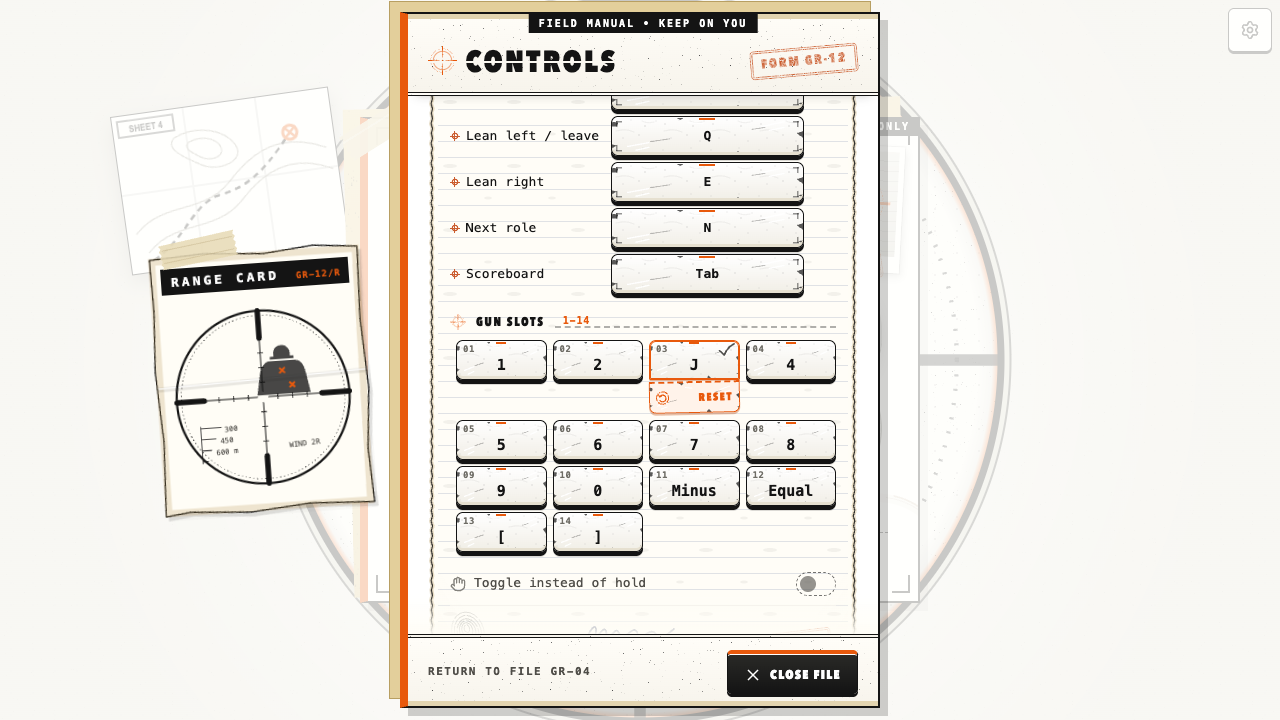 FIELD MANUAL • KEEP ON YOU
CONTROLS
FORM GR-12
SHEET 4
ONLY
Lean left / leave
Q
Lean right
E
Next role
N
Scoreboard
Tab
RANGE CARD GR-12/R
300
450
600 m
WIND 2R
GUN SLOTS 1-14
01 1
02 2
03 J
04 4
RESET
05 5
06 6
07 7
08 8
09 9
10 0
11 Minus
12 Equal
13 [
14 ]
Toggle instead of hold
RETURN TO FILE GR-04
CLOSE FILE